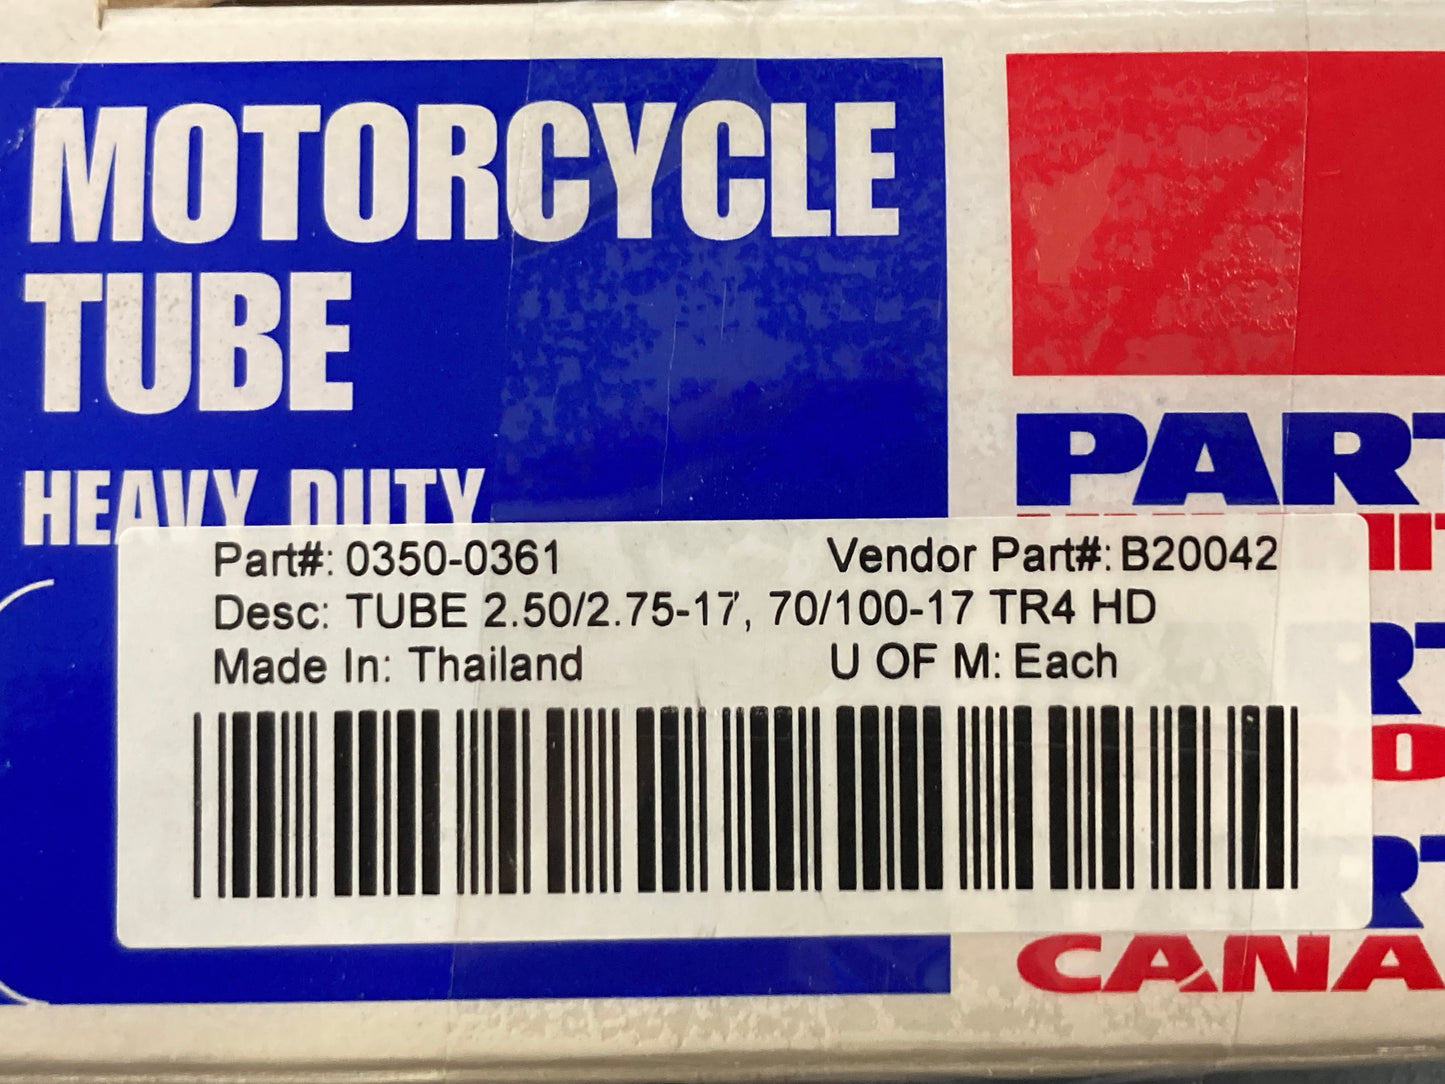 MOTORCYCLE
TUBE
HEAVY DUTY
Part#: 0350-0361 Vendor Part#: B20042
Desc: TUBE 2.50/2.75-17, 70/100-17 TR4 HD
Made In: Thailand U OF M: Each
PART
CANA